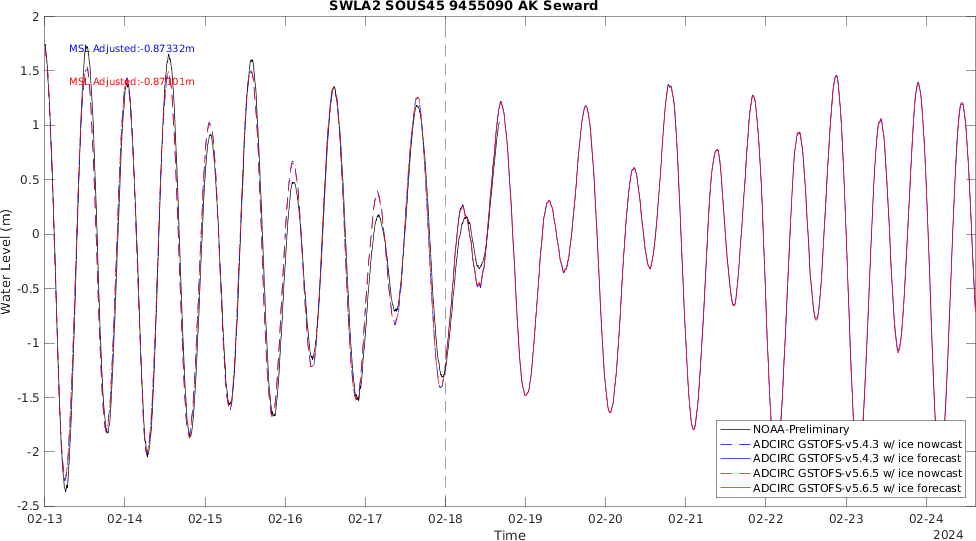 SWLA2 SOUS45 9455090 AK Seward
2
1.5
1
0.5
0
-0.5
-1
-1.5
-2
-2.5
Water Level (m)
MSL Adjusted:-0.87332m
MSL Adjusted:-0.87101m
NOAA-Preliminary
ADCIRC GSTOFS-v5.4.3 w/ ice nowcast
ADCIRC GSTOFS-v5.4.3 w/ ice forecast
ADCIRC GSTOFS-v5.6.5 w/ ice nowcast
ADCIRC GSTOFS-v5.6.5 w/ ice forecast
02-13 02-14 02-15 02-16 02-17 02-18 02-19 02-20 02-21 02-22 02-23 02-24
Time
2024